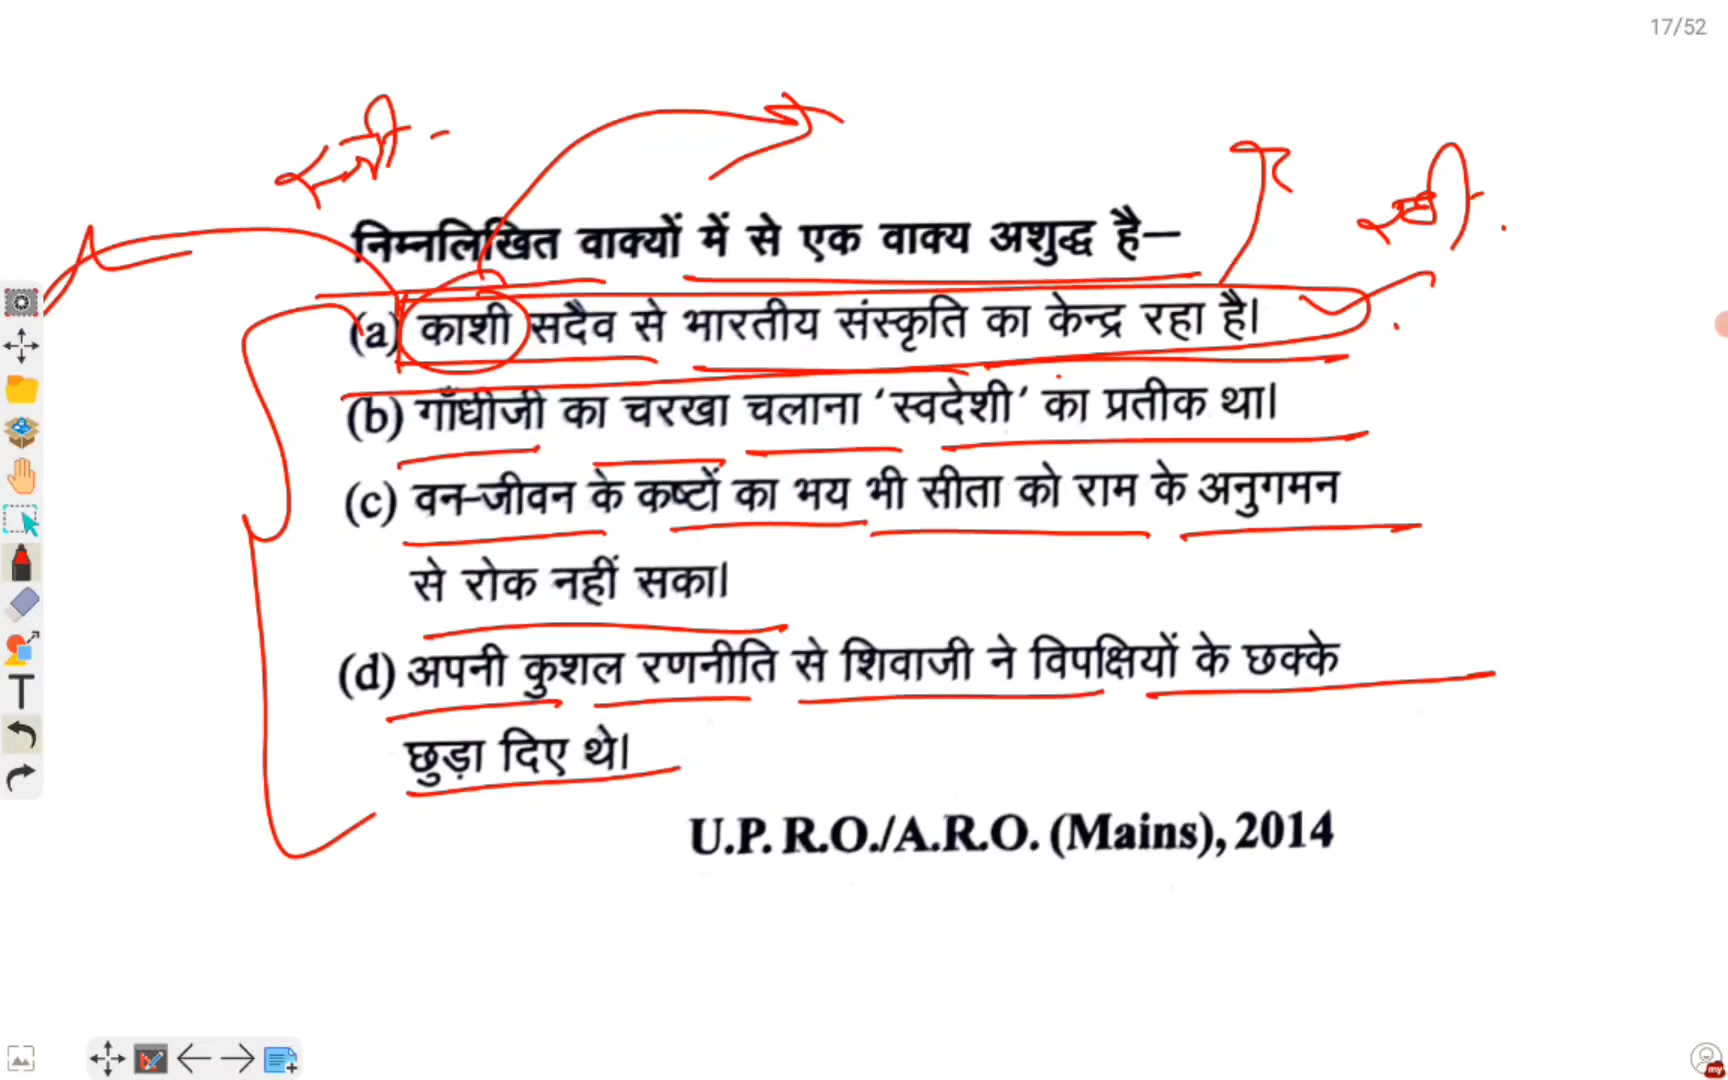 17/52
निम्नलिखित वाक्यों में से एक वाक्य अशुद्ध है–
(a) काशी सदैव से भारतीय संस्कृति का केन्द्र रहा है।
(b) गाँधीजी का चरखा चलाना ‘स्वदेशी’ का प्रतीक था।
(c) वन-जीवन के कष्टों का भय भी सीता को राम के अनुगमन
से रोक नहीं सका।
(d) अपनी कुशल रणनीति से शिवाजी ने विपक्षियों के छक्के
छुड़ा दिए थे।
U.P. R.O./A.R.O. (Mains), 2014